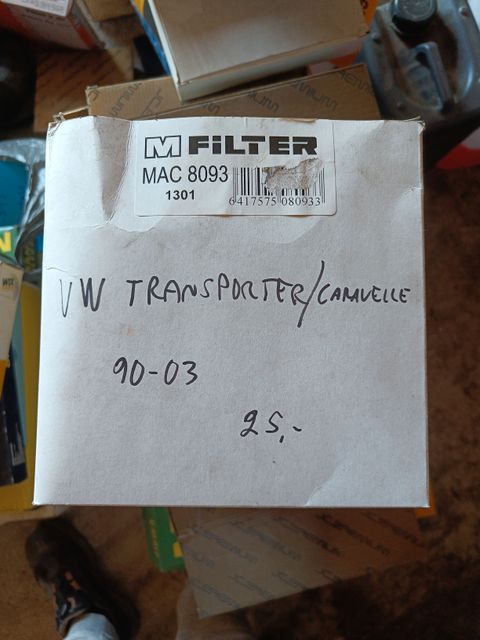 M FiLTER
MAC 8093
1301
6417575 080933
VW TRANSPORTER/CARAVELLE
90-03
25,-